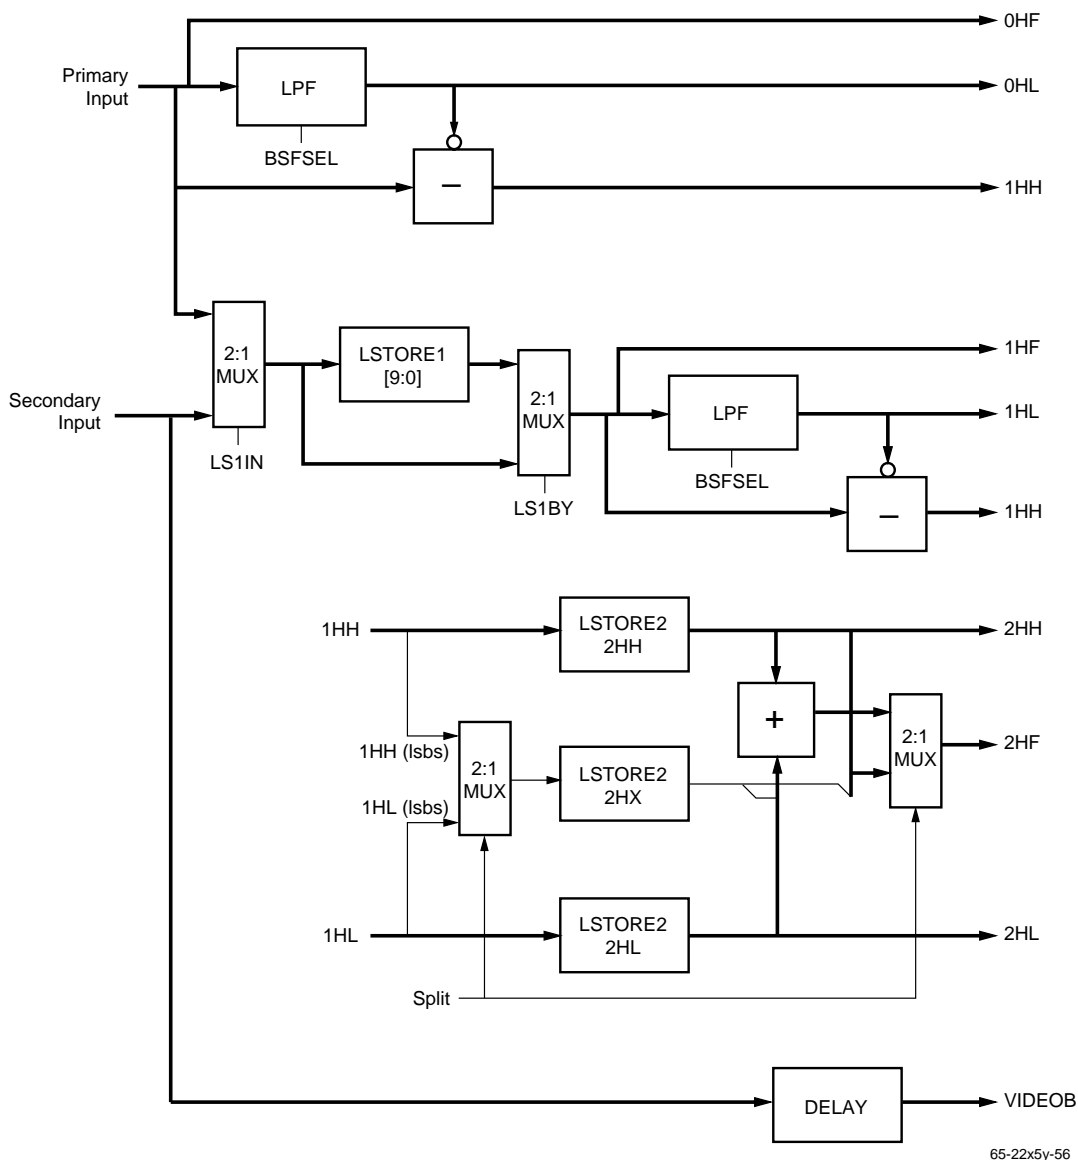 0HF
Primary
Input
LPF
0HL
BSFSEL
–
1HH
2:1
MUX
LSTORE1
[9:0]
1HF
Secondary
Input
2:1
MUX
LPF
1HL
LS1IN
BSFSEL
LS1BY
–
1HH
1HH
LSTORE2
2HH
2HH
+
1HH (lsbs)
2:1
MUX
LSTORE2
2HX
2:1
MUX
2HF
1HL (lsbs)
1HL
LSTORE2
2HL
2HL
Split
DELAY
VIDEOB
65-22x5y-56